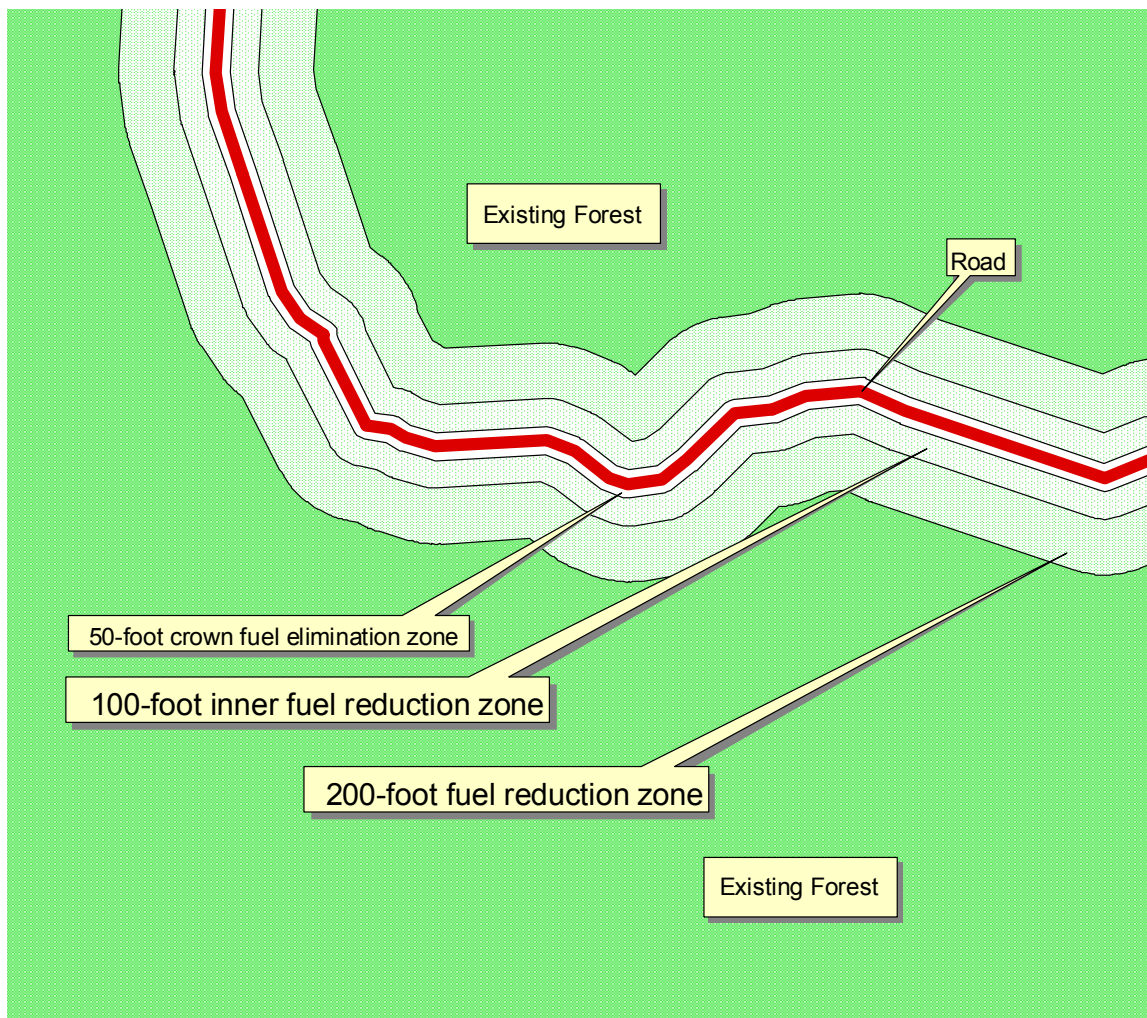 Existing Forest
Road
50-foot crown fuel elimination zone
100-foot inner fuel reduction zone
200-foot fuel reduction zone
Existing Forest